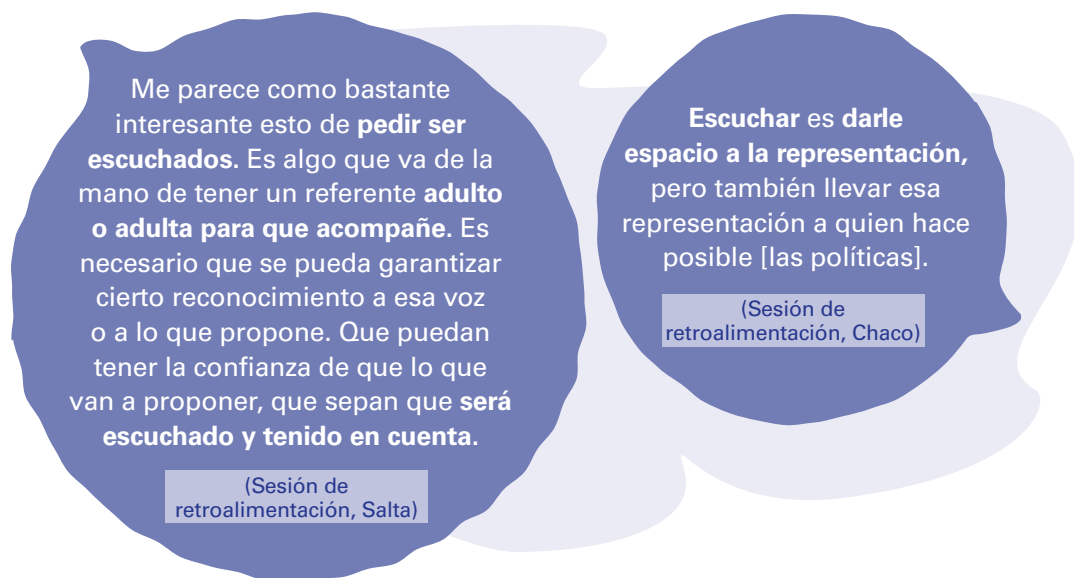 Me parece como bastante
interesante esto de pedir ser
escuchados. Es algo que va de la
mano de tener un referente adulto
o adulta para que acompañe. Es
necesario que se pueda garantizar
cierto reconocimiento a esa voz
o a lo que propone. Que puedan
tener la confianza de que lo que
van a proponer, que sepan que será
escuchado y tenido en cuenta.
(Sesión de
retroalimentación, Salta)
Escuchar es darle
espacio a la representación,
pero también llevar esa
representación a quien hace
posible [las políticas].
(Sesión de
retroalimentación, Chaco)